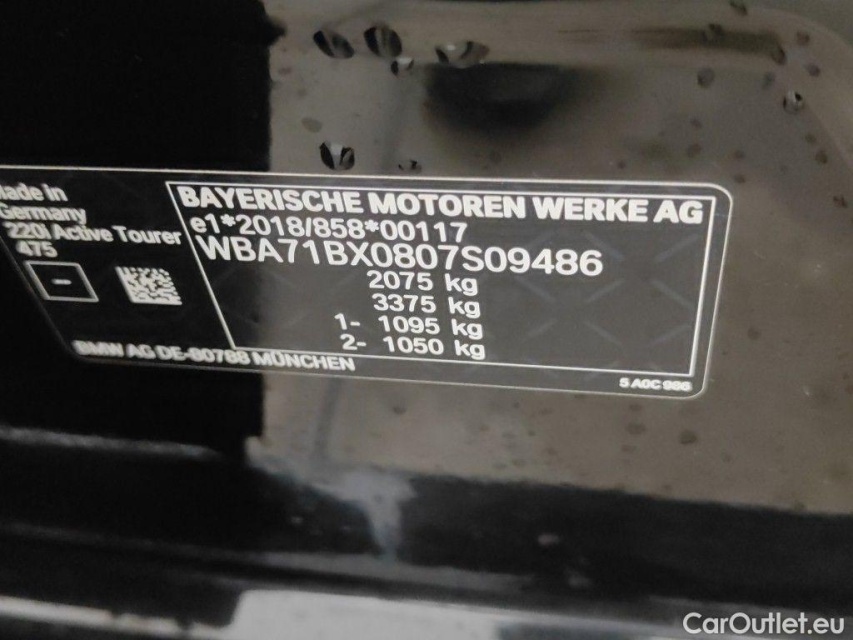 Made in
Germany
220i Active Tourer
475
BAYERISCHE MOTOREN WERKE AG
e1*2018/858*00117
WBA71BX0807S09486
2075 kg
3375 kg
1- 1095 kg
2- 1050 kg
BMW AG DE-80788 MÜNCHEN
5 A0C 986
CarOutlet.eu